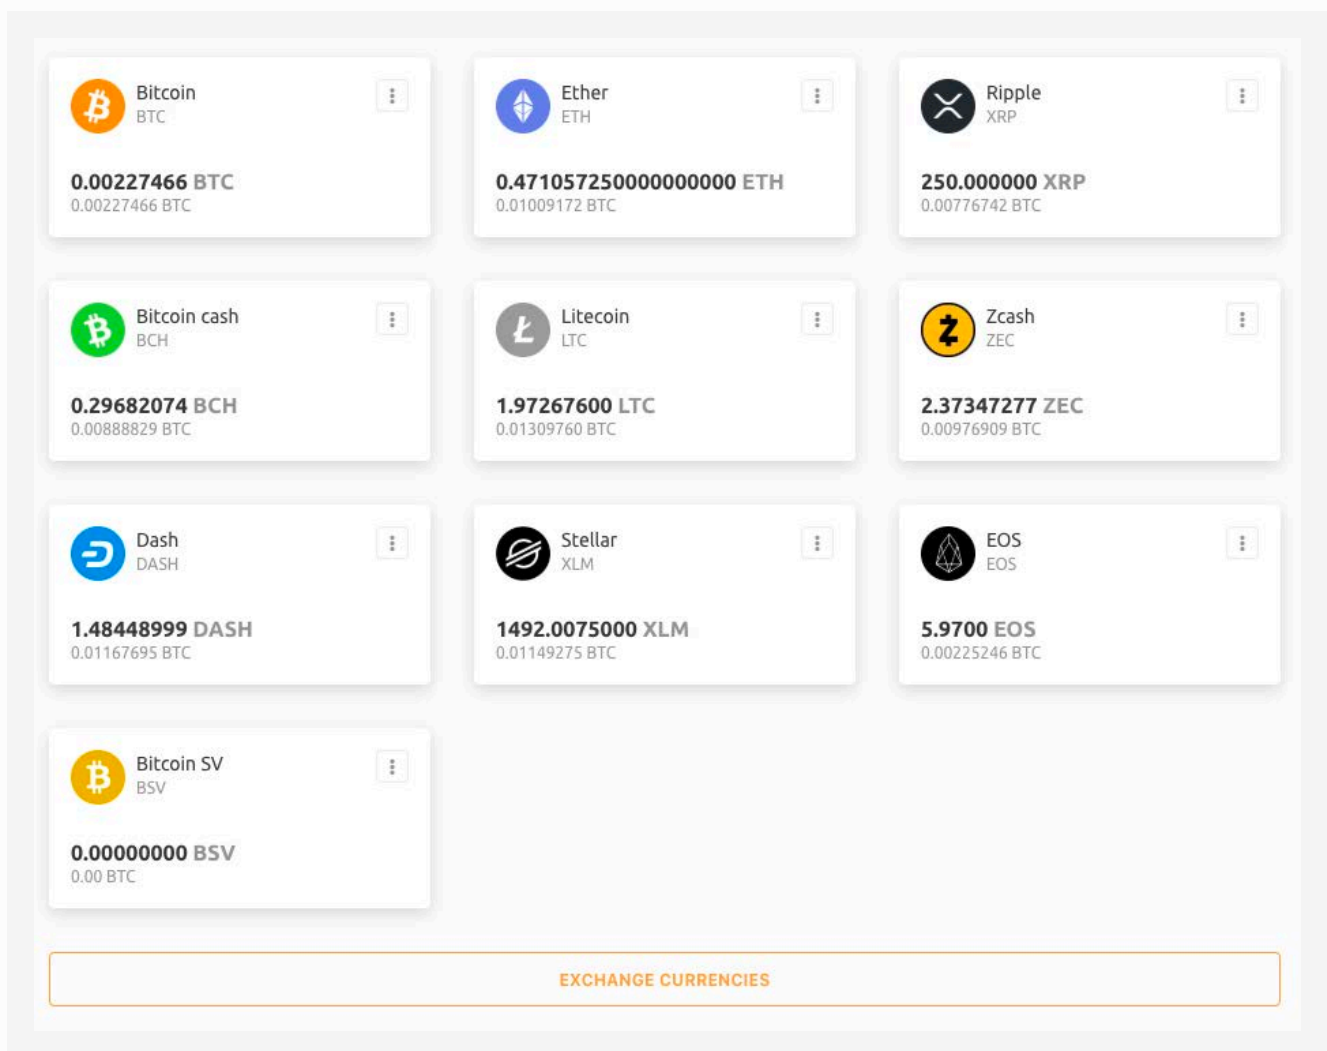 Bitcoin
BTC
0.00227466 BTC
0.00227466 BTC
Ether
ETH
0.471057250000000000 ETH
0.01009172 BTC
Ripple
XRP
250.000000 XRP
0.00776742 BTC
Bitcoin cash
BCH
0.29682074 BCH
0.00888829 BTC
Litecoin
LTC
1.97267600 LTC
0.01309760 BTC
Zcash
ZEC
2.37347277 ZEC
0.00976909 BTC
Dash
DASH
1.48448999 DASH
0.01167695 BTC
Stellar
XLM
1492.0075000 XLM
0.01149275 BTC
EOS
EOS
5.9700 EOS
0.00225246 BTC
Bitcoin SV
BSV
0.00000000 BSV
0.00 BTC
EXCHANGE CURRENCIES